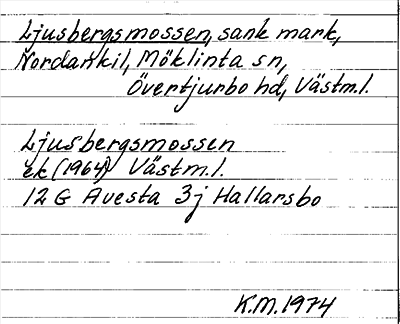 Ljusbergsmossen, sank mark,
Nordankil, Möklinta sn,
Övertjurbo hd, Västm.l.
Ljusbergsmossen
ek (1964) Västm.l.
12 G Avesta 3j Hallarsbo
K.M. 1974